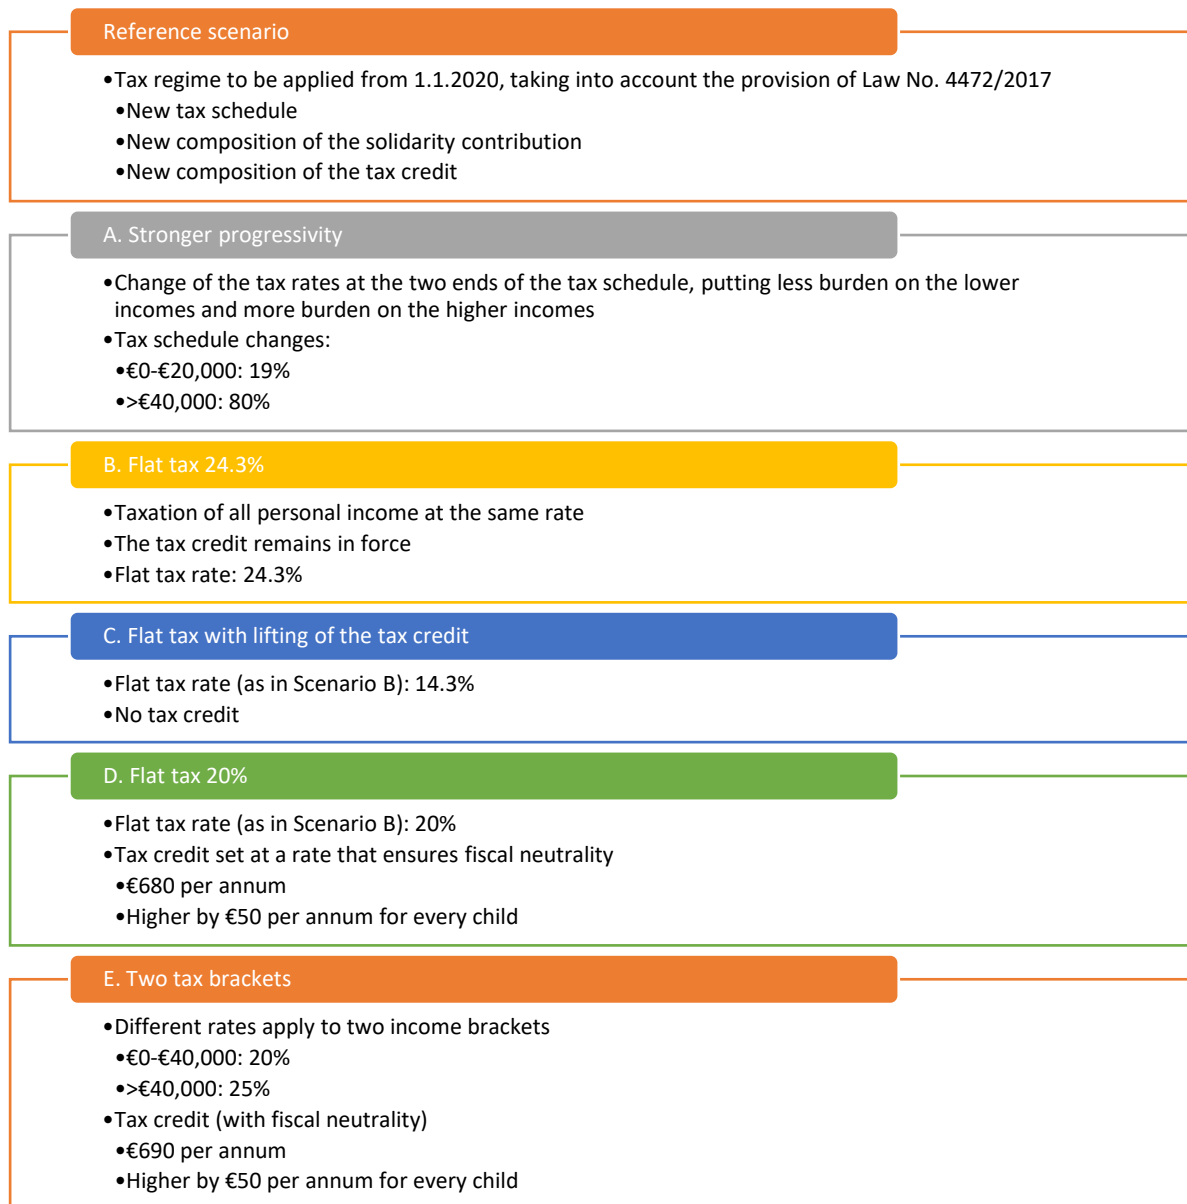 Reference scenario
•Tax regime to be applied from 1.1.2020, taking into account the provision of Law No. 4472/2017
•New tax schedule
•New composition of the solidarity contribution
•New composition of the tax credit
A. Stronger progressivity
•Change of the tax rates at the two ends of the tax schedule, putting less burden on the lower
incomes and more burden on the higher incomes
•Tax schedule changes:
•€0-€20,000: 19%
•>€40,000: 80%
B. Flat tax 24.3%
•Taxation of all personal income at the same rate
•The tax credit remains in force
•Flat tax rate: 24.3%
C. Flat tax with lifting of the tax credit
•Flat tax rate (as in Scenario B): 14.3%
•No tax credit
D. Flat tax 20%
•Flat tax rate (as in Scenario B): 20%
•Tax credit set at a rate that ensures fiscal neutrality
•€680 per annum
•Higher by €50 per annum for every child
E. Two tax brackets
•Different rates apply to two income brackets
•€0-€40,000: 20%
•>€40,000: 25%
•Tax credit (with fiscal neutrality)
•€690 per annum
•Higher by €50 per annum for every child